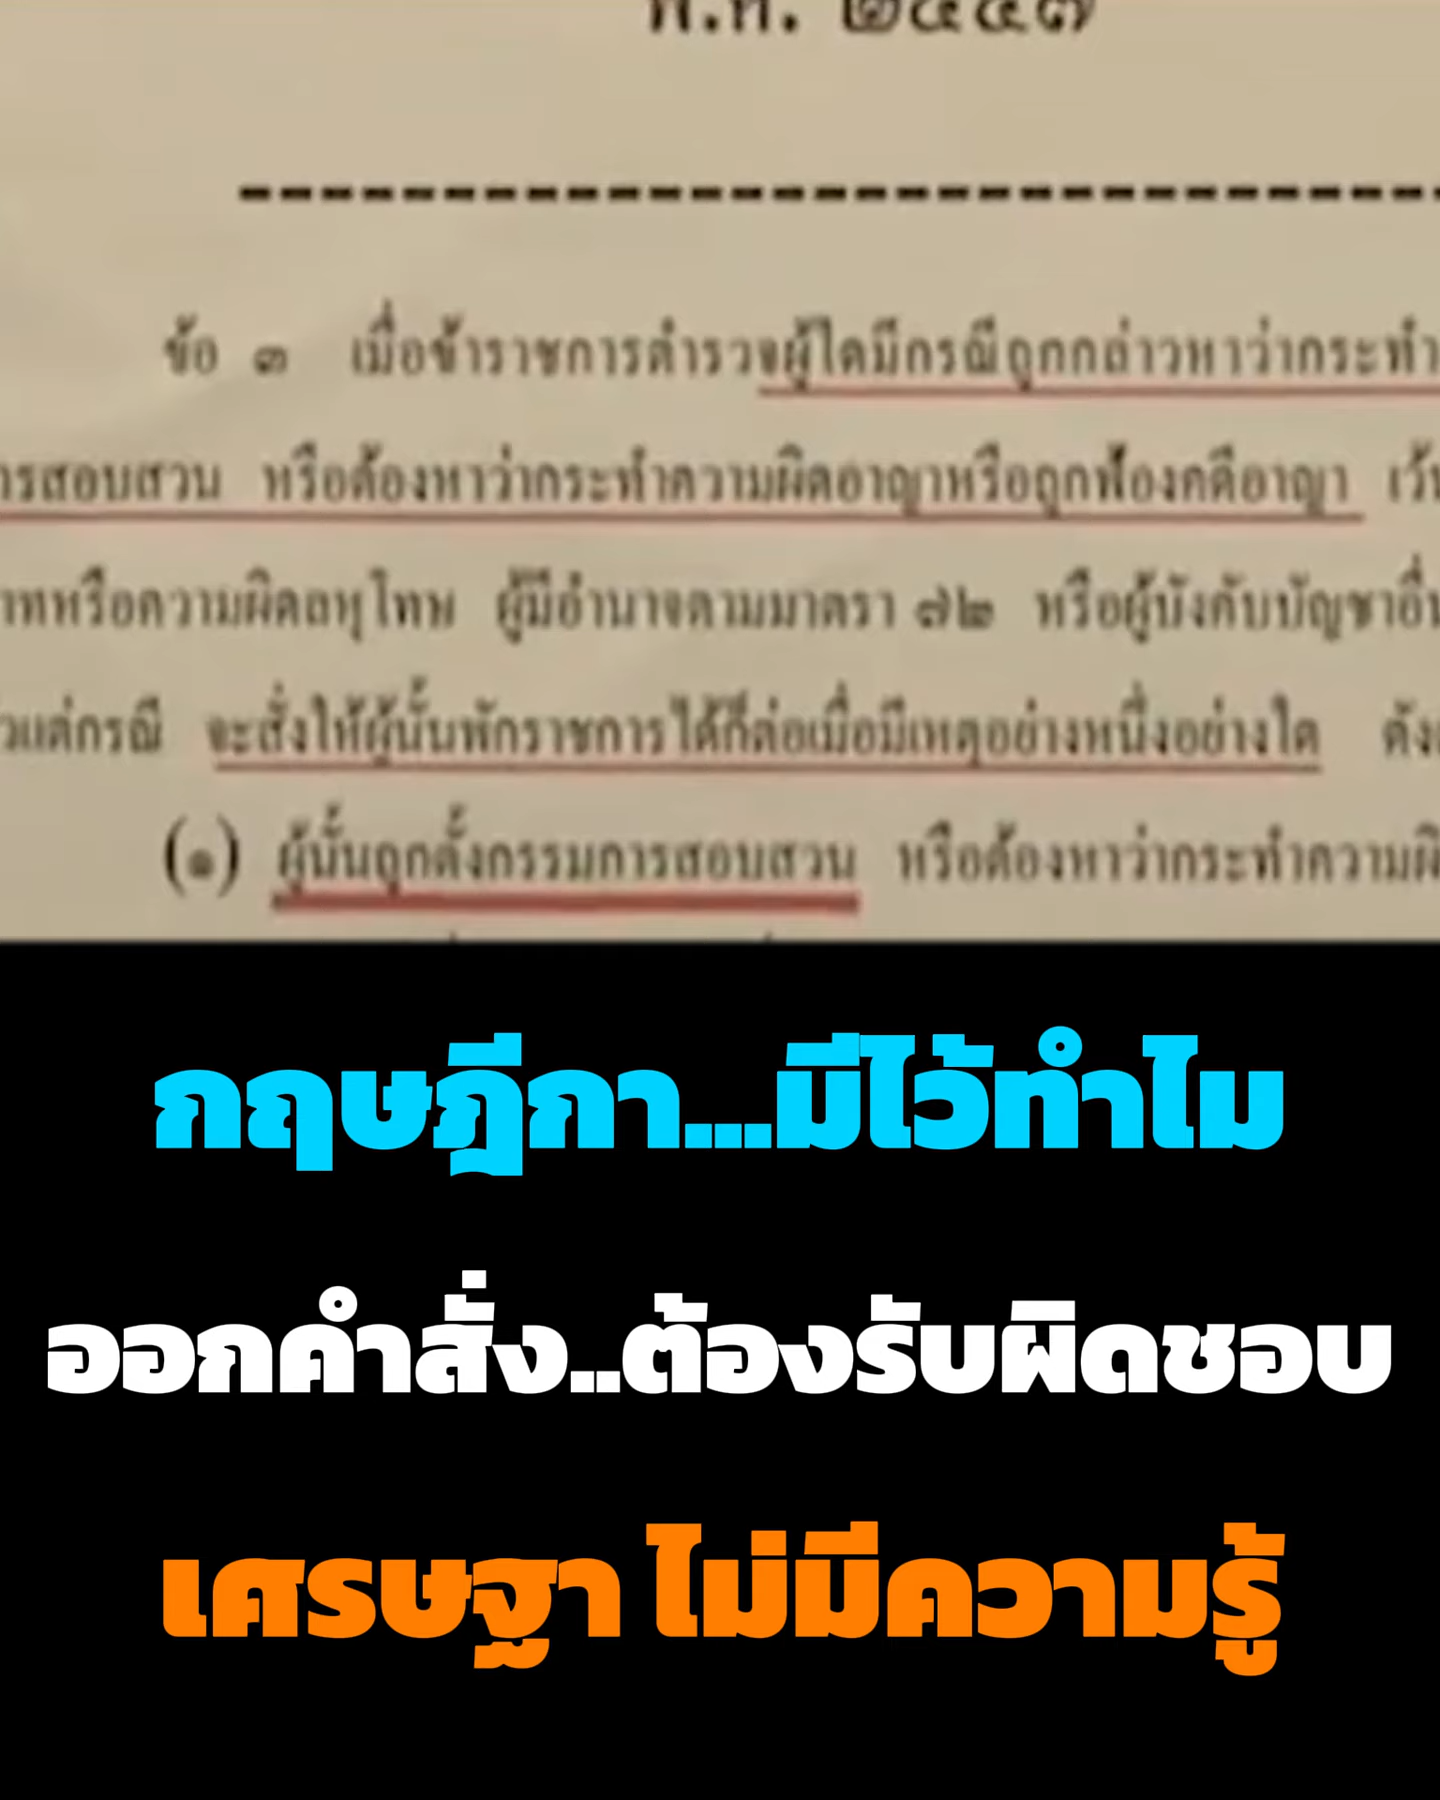 พ.ศ. ๒๕๔๗
ข้อ ๓ เมื่อข้าราชการตำรวจผู้ใดมีกรณีถูกกล่าวหาว่ากระทำ
ารสอบสวน หรือต้องหาว่ากระทำความผิดอาญาหรือถูกฟ้องคดีอาญา เว้น
าทหรือความผิดลหุโทษ ผู้มีอำนาจตามมาตรา ๗๒ หรือผู้บังคับบัญชาอื่น
วแต่กรณี จะสั่งให้ผู้นั้นพักราชการได้ก็ต่อเมื่อมีเหตุอย่างหนึ่งอย่างใด ดัง
(๑) ผู้นั้นถูกตั้งกรรมการสอบสวน หรือต้องหาว่ากระทำความผิ
กฤษฎีกา...มีไว้ทำไม
ออกคำสั่ง..ต้องรับผิดชอบ
เศรษฐา ไม่มีความรู้